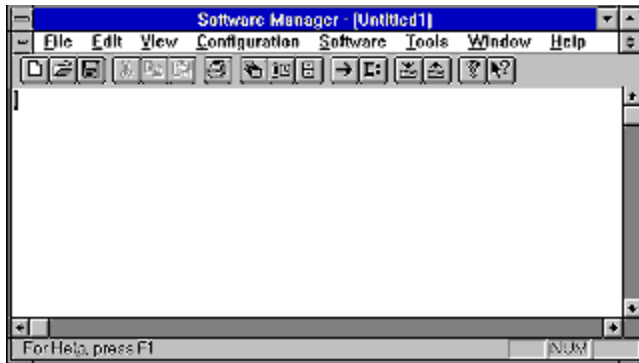 Software Manager - [Untitled1]
File Edit View Configuration Software Tools Window Help
For Help, press F1
NUM